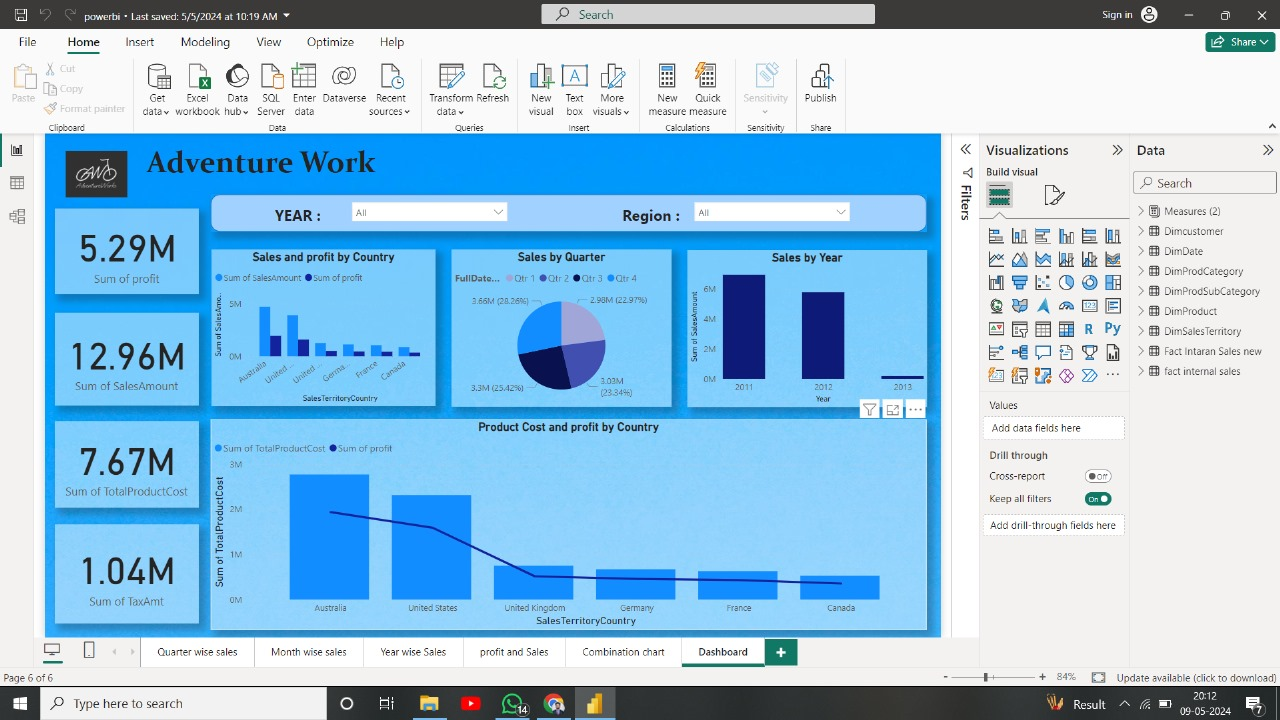 powerbi • Last saved: 5/5/2024 at 10:19 AM
Search
Sign in
File Home Insert Modeling View Optimize Help
Share
Paste
Cut
Copy
Format painter
Get data
Excel workbook
Data hub
SQL Server
Enter data
Dataverse
Recent sources
Transform data
Refresh
New visual
Text box
More visuals
New measure
Quick measure
Sensitivity
Publish
Clipboard Data Queries Insert Calculations Sensitivity Share
AdventureWorks
Adventure Work
YEAR : All
Region : All
5.29M
Sum of profit
12.96M
Sum of SalesAmount
7.67M
Sum of TotalProductCost
1.04M
Sum of TaxAmt
Sales and profit by Country
Sum of SalesAmount Sum of profit
Sum of SalesAmo...
5M
0M
Australia United ... United ... Germa... France Canada
SalesTerritoryCountry
Sales by Quarter
FullDate... Qtr 1 Qtr 2 Qtr 3 Qtr 4
3.66M (28.26%)
2.98M (22.97%)
3.3M (25.42%)
3.03M (23.34%)
Sales by Year
Sum of SalesAmount
6M
4M
2M
0M
2011 2012 2013
Year
Product Cost and profit by Country
Sum of TotalProductCost Sum of profit
Sum of TotalProductCost
3M
2M
1M
0M
Australia United States United Kingdom Germany France Canada
SalesTerritoryCountry
Filters
Visualizations
Build visual
123
R Py
123
Values
Add data fields here
Drill through
Cross-report Off
Keep all filters On
Add drill-through fields here
Data
Search
Measures (2)
Dimcustomer
DimDate
DimProdCategory
DimProdSubCategory
DimProduct
DimSalesTerritory
Fact Intaran Sales new
fact internal sales
Quarter wise sales Month wise sales Year wise Sales profit and Sales Combination chart Dashboard
Page 6 of 6
- + 84%
Update available (click to download)
Type here to search
14
Result
20:12
09-05-2024
7